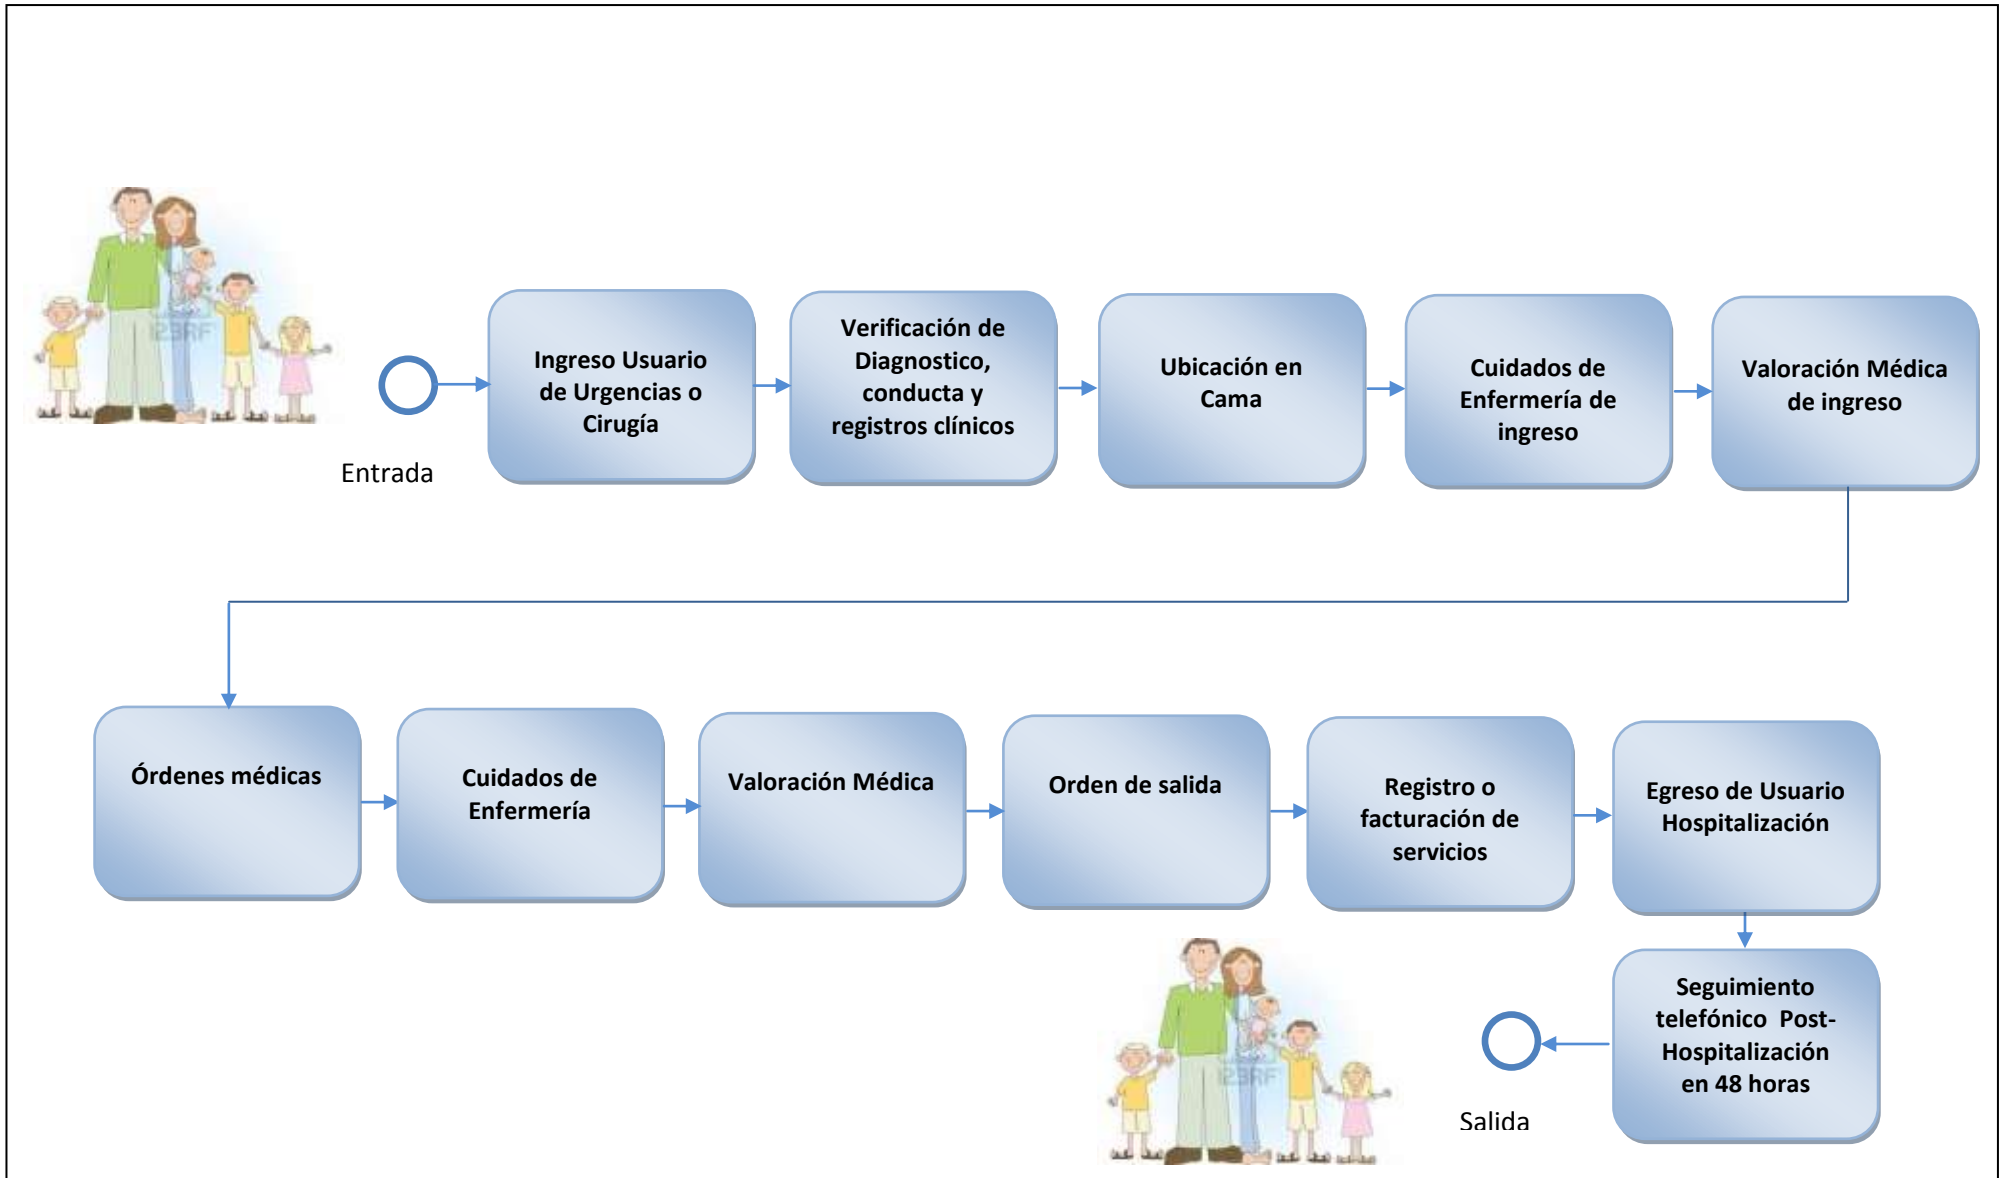 Ingreso Usuario
de Urgencias o
Cirugía
Verificación de
Diagnostico,
conducta y
registros clínicos
Ubicación en
Cama
Cuidados de
Enfermería de
ingreso
Valoración Médica
de ingreso
123RF
Entrada
Órdenes médicas
Cuidados de
Enfermería
Valoración Médica
Orden de salida
Registro o
facturación de
servicios
Egreso de Usuario
Hospitalización
Seguimiento
telefónico Post-
Hospitalización
en 48 horas
123RF
Salida